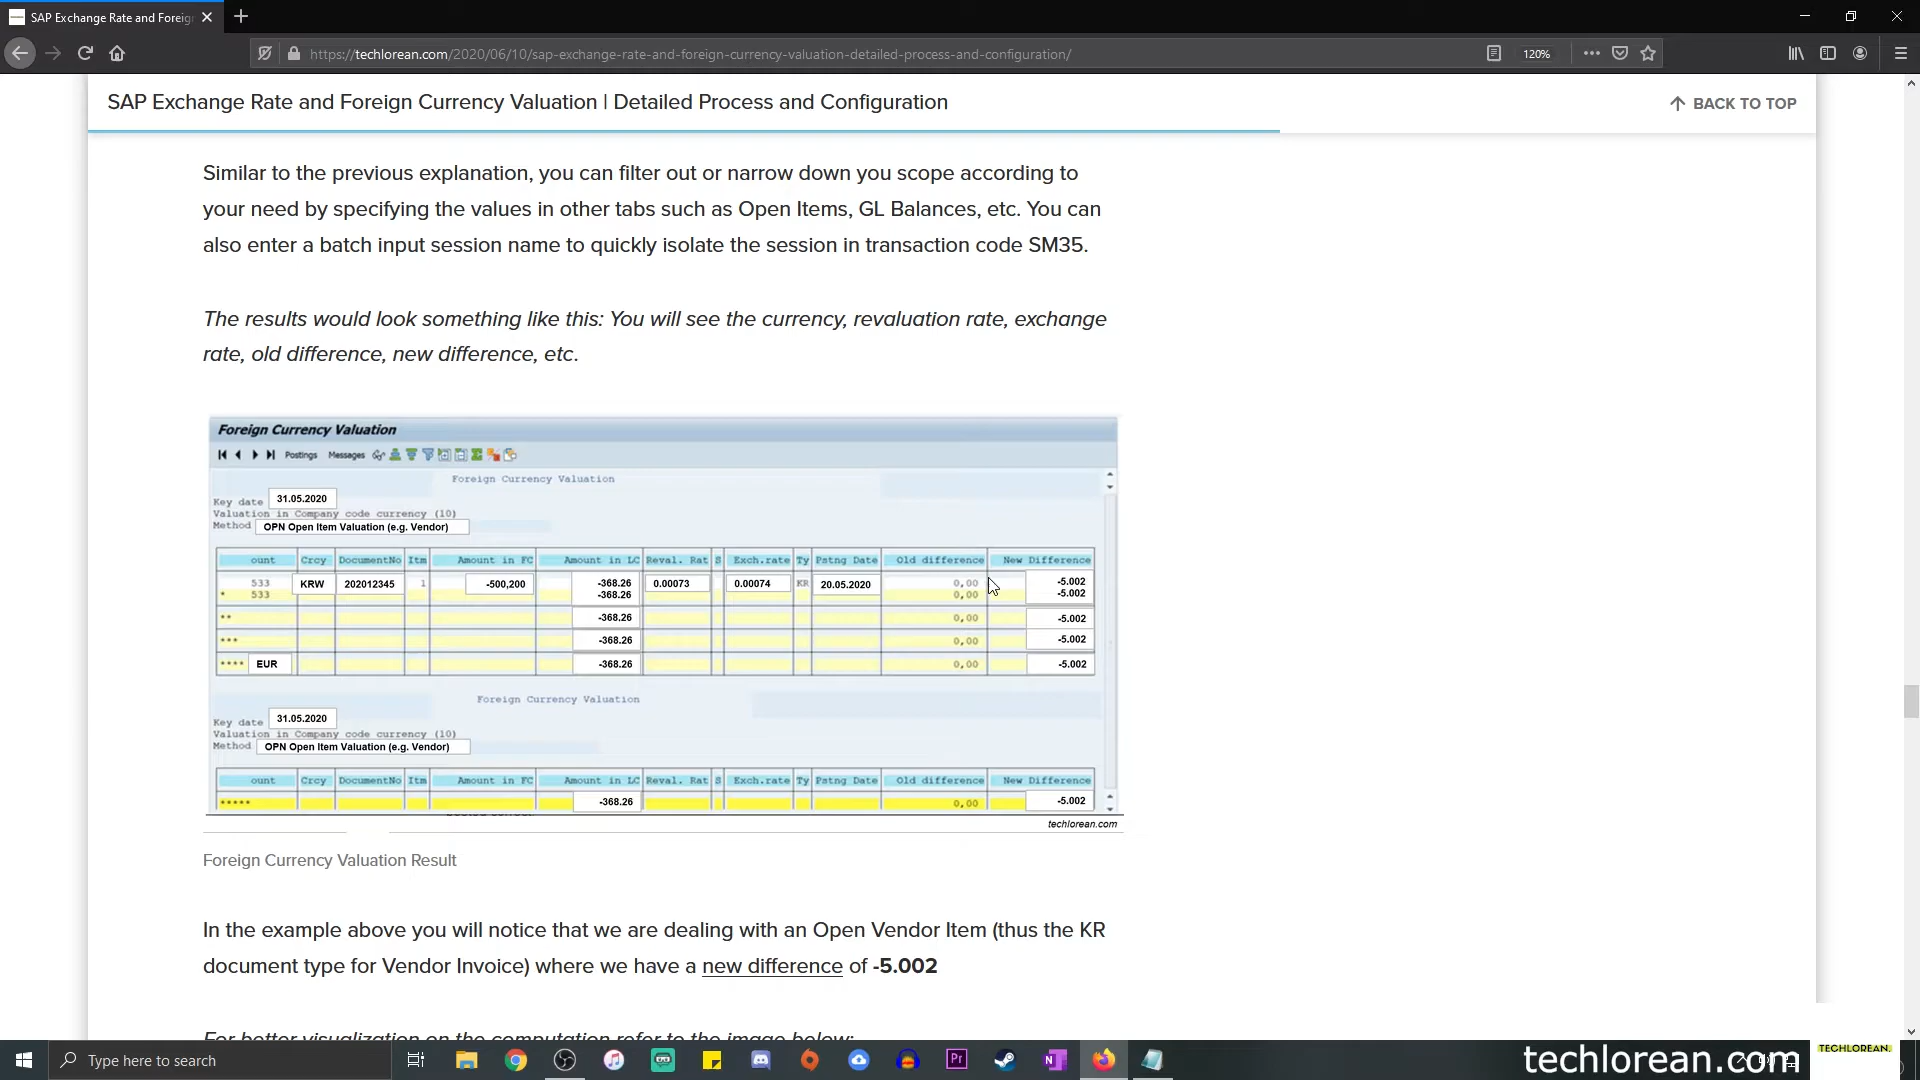 SAP Exchange Rate and Foreign
https://techlorean.com/2020/06/10/sap-exchange-rate-and-foreign-currency-valuation-detailed-process-and-configuration/
120%
SAP Exchange Rate and Foreign Currency Valuation | Detailed Process and Configuration
BACK TO TOP
Similar to the previous explanation, you can filter out or narrow down you scope according to
your need by specifying the values in other tabs such as Open Items, GL Balances, etc. You can
also enter a batch input session name to quickly isolate the session in transaction code SM35.
The results would look something like this: You will see the currency, revaluation rate, exchange
rate, old difference, new difference, etc.
Foreign Currency Valuation
Postings Messages
Foreign Currency Valuation
Key date 31.05.2020
Valuation in Company code currency (10)
Method OPN Open Item Valuation (e.g. Vendor)
ount Crcy DocumentNo Itm Amount in FC Amount in LC Reval. Rat S Exch.rate Ty Pstng Date Old difference New Difference
533 KRW 202012345 1 -500,200 -368.26 0.00073 0.00074 KR 20.05.2020 0,00 -5.002
* 533 -368.26 0,00 -5.002
** -368.26 0,00 -5.002
*** -368.26 0,00 -5.002
**** EUR -368.26 0,00 -5.002
Foreign Currency Valuation
Key date 31.05.2020
Valuation in Company code currency (10)
Method OPN Open Item Valuation (e.g. Vendor)
ount Crcy DocumentNo Itm Amount in FC Amount in LC Reval. Rat S Exch.rate Ty Pstng Date Old difference New Difference
***** -368.26 0,00 -5.002
techlorean.com
Foreign Currency Valuation Result
In the example above you will notice that we are dealing with an Open Vendor Item (thus the KR
document type for Vendor Invoice) where we have a new difference of -5.002
For better visualization on the computation refer to the image below:
Type here to search
Pr
N
techlorean.com
TECHLOREAN.